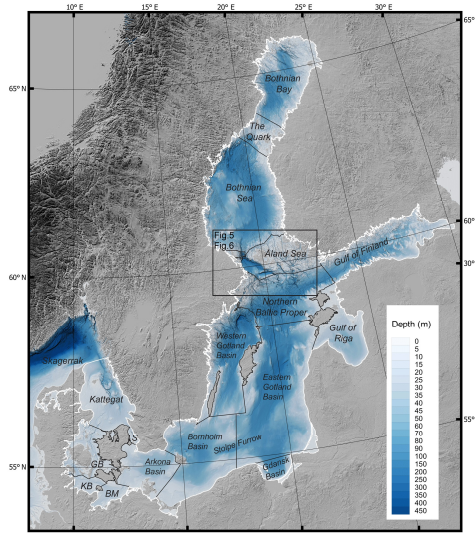 10° E
15° E
20° E
25° E
30° E
65° N
65° N
Bothnian
Bay
The
Quark
Bothnian
Sea
60° N
Fig.5
Fig.6
Åland Sea
Gulf of Finland
60° N
30° E
Northern
Baltic Proper
Western
Gotland
Basin
Gulf of
Riga
Skagerrak
Eastern
Gotland
Basin
Kattegat
Depth (m)
0
5
10
15
20
25
30
35
40
45
50
60
70
80
90
100
150
200
250
300
350
400
450
Bornholm
Basin
Stolpe Furrow
S
GB
Arkona
Basin
Gdansk
Basin
KB
BM
55° N
55° N